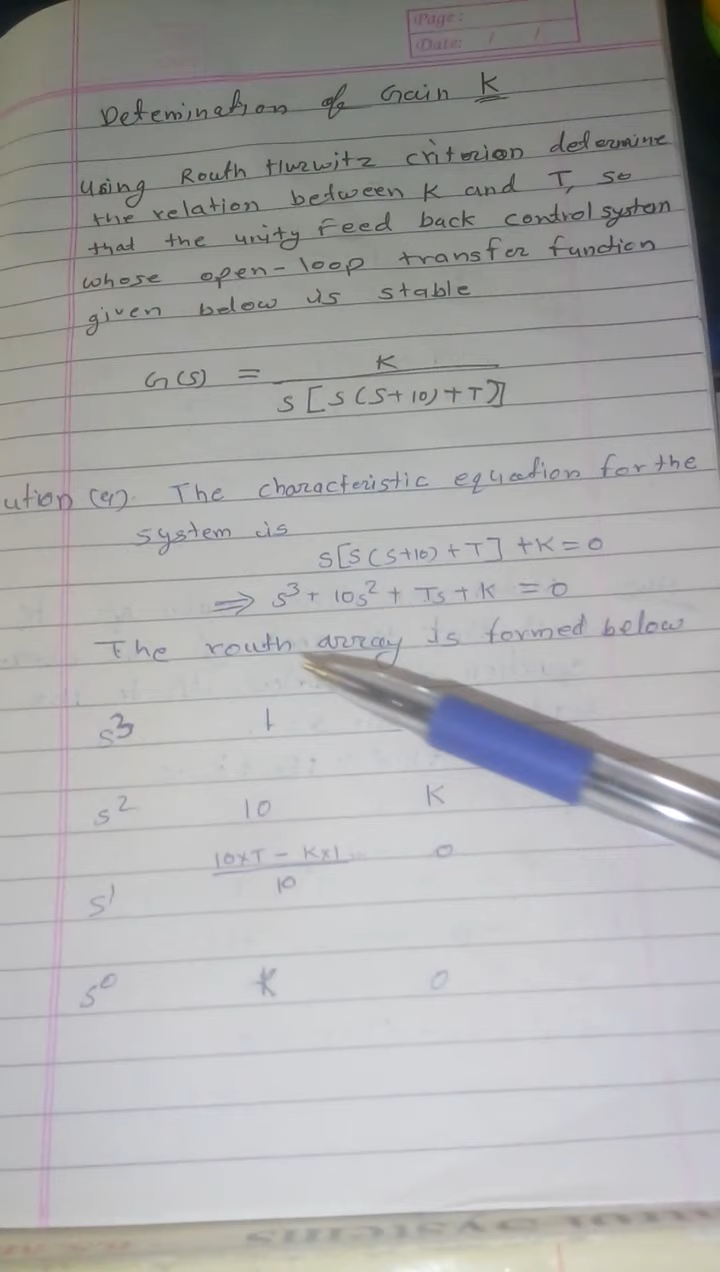 Page:
Date: / /
Detemination of Gain K
Using Routh Hurwitz criterion determine
the relation between K and T, so
that the unity Feed back control system
whose open-loop transfer function
given below is stable
G(S) = K / S[S(S+10)+T)]
ution (q). The characteristic equation for the
system is
S[S(S+10)+T] +K=0
⇒ S³+10S²+TS+K=0
The routh array is formed below
S³ 1
S² 10 K
S¹ 10×T-K×1 / 10 0
S⁰ K 0